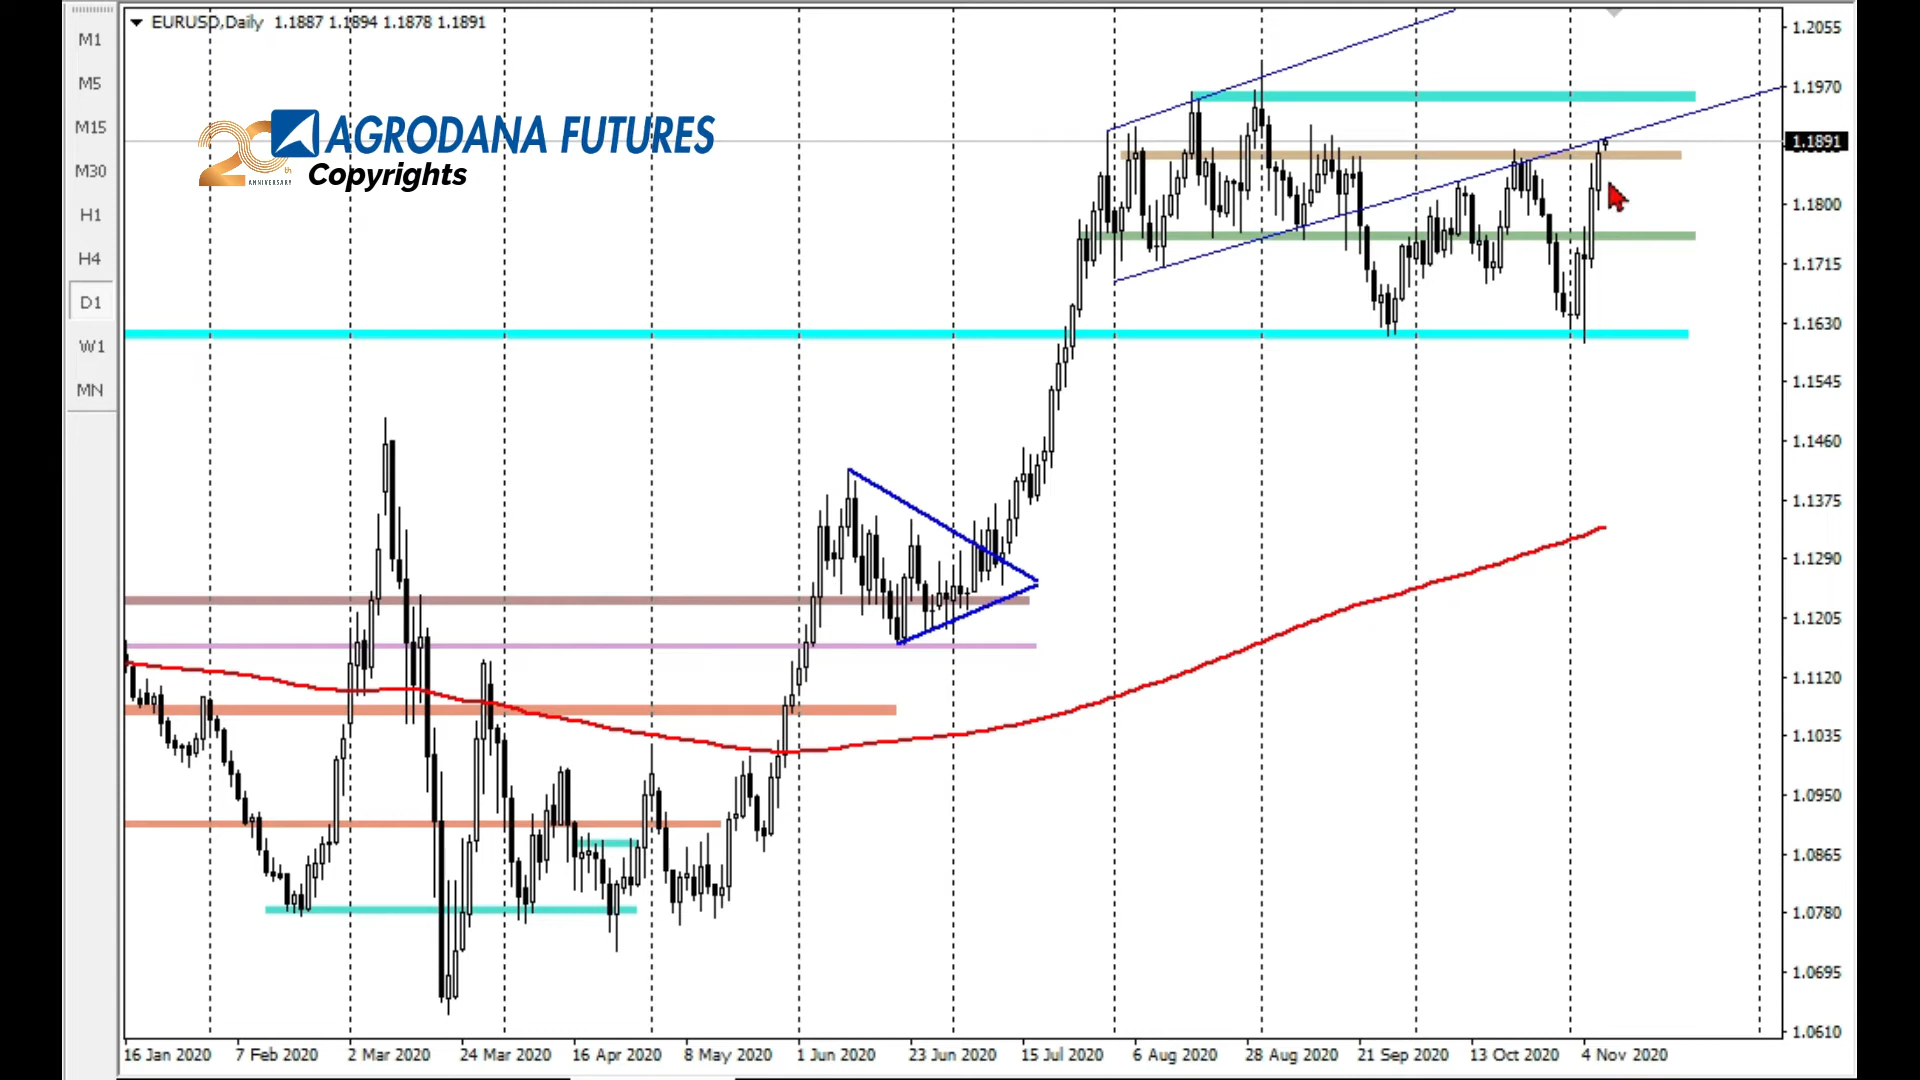 EURUSD,Daily 1.1887 1.1894 1.1878 1.1891
M1
M5
M15
M30
H1
H4
D1
W1
MN
20th
ANNIVERSARY
AGRODANA FUTURES
Copyrights
1.2055
1.1970
1.1891
1.1800
1.1715
1.1630
1.1545
1.1460
1.1375
1.1290
1.1205
1.1120
1.1035
1.0950
1.0865
1.0780
1.0695
1.0610
16 Jan 2020 7 Feb 2020 2 Mar 2020 24 Mar 2020 16 Apr 2020 8 May 2020 1 Jun 2020 23 Jun 2020 15 Jul 2020 6 Aug 2020 28 Aug 2020 21 Sep 2020 13 Oct 2020 4 Nov 2020